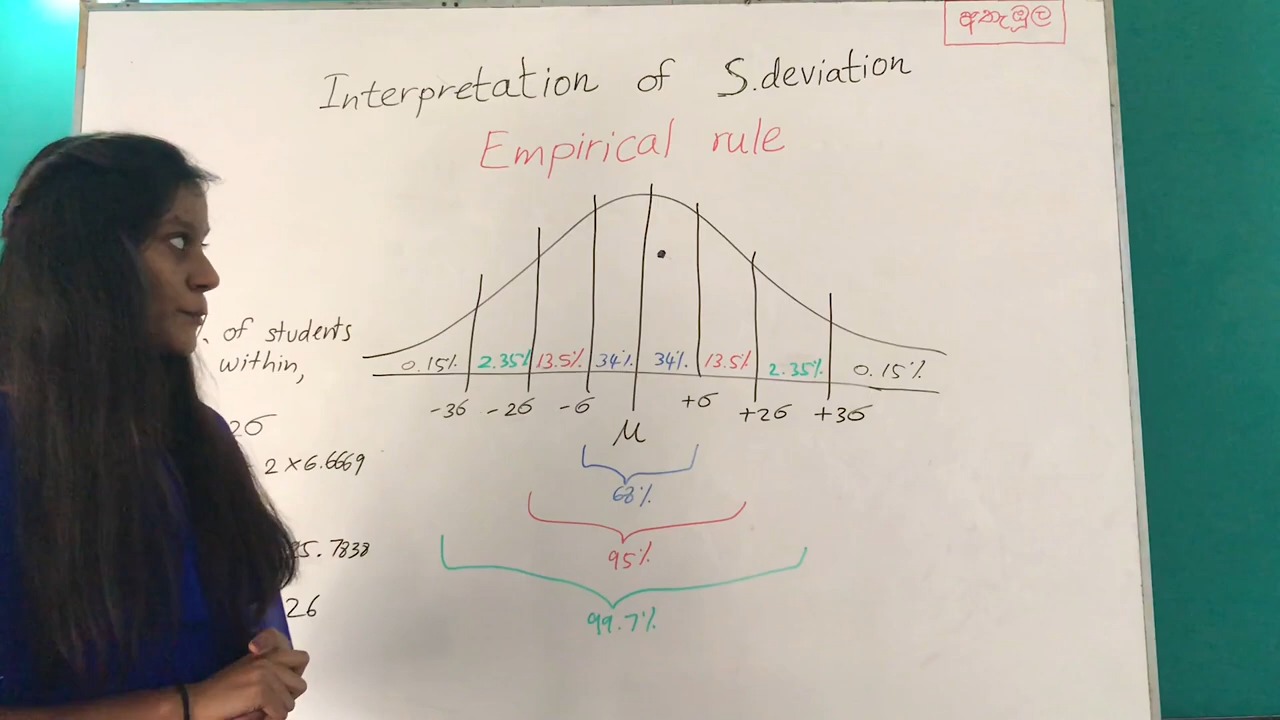 අකැමූල
Interpretation of S.deviation
Empirical rule
of students
within,
2σ
2 × 6.6669
5.7838
26
0.15% 2.35% 13.5% 34% 34% 13.5% 2.35% 0.15%
-3σ -2σ -σ +σ +2σ +3σ
μ
68%
95%
99.7%